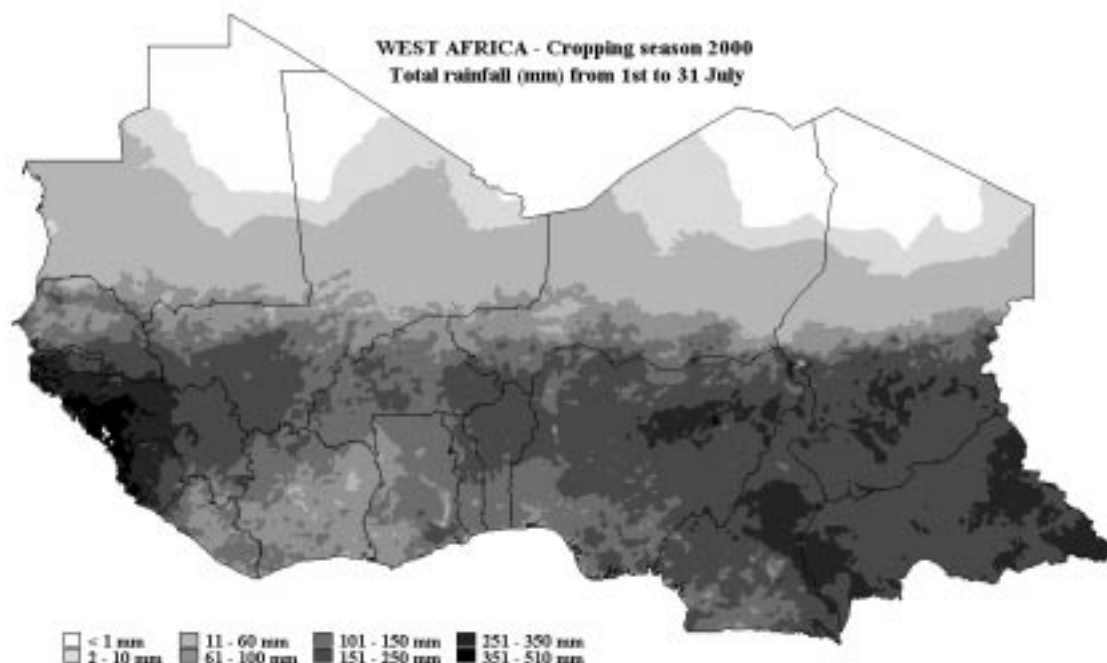 WEST AFRICA - Cropping season 2000
Total rainfall (mm) from 1st to 31 July
< 1 mm 11 - 60 mm 101 - 150 mm 251 - 350 mm
2 - 10 mm 61 - 100 mm 151 - 250 mm 351 - 510 mm